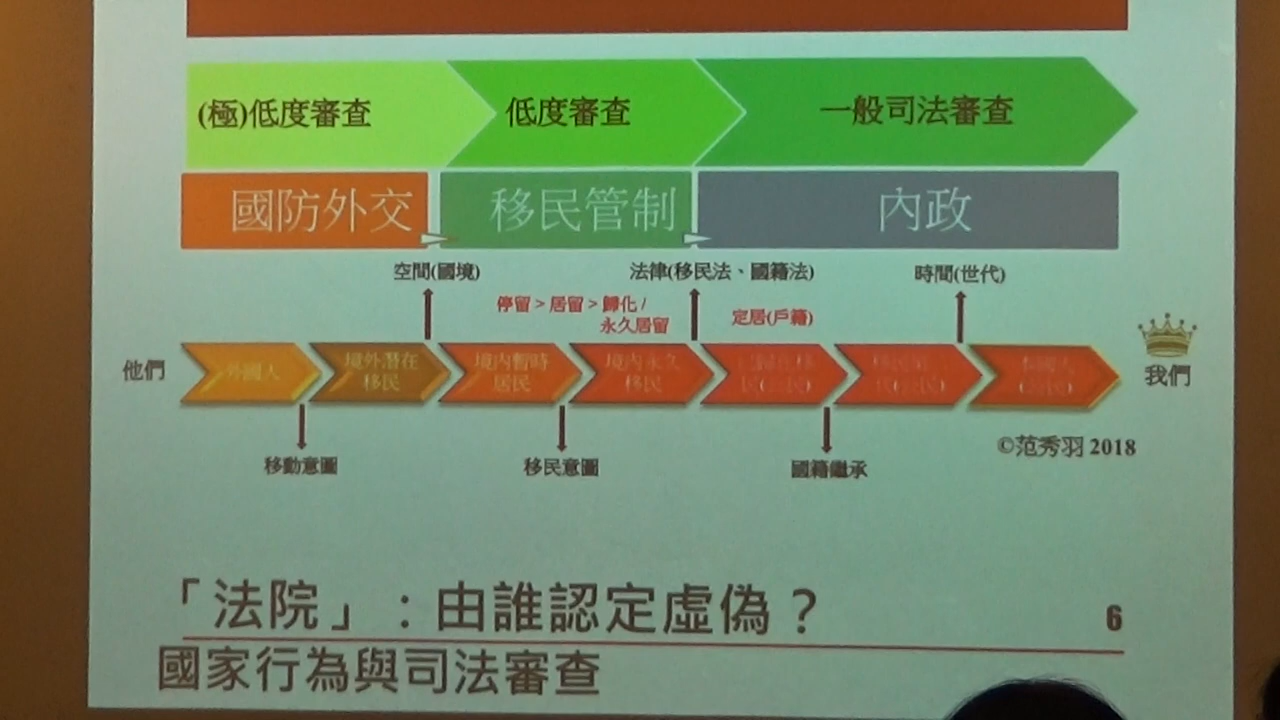 (極)低度審查
低度審查
一般司法審查
國防外交
移民管制
內政
空間(國境)
法律(移民法、國籍法)
時間(世代)
停留 > 居留 > 歸化 /
永久居留
定居(戶籍)
他們
外國人
境外潛在
移民
境內暫時
居民
境內永久
移民
我們
移動意圖
移民意圖
國籍繼承
©范秀羽 2018
「法院」：由誰認定虛偽？
6
國家行為與司法審查